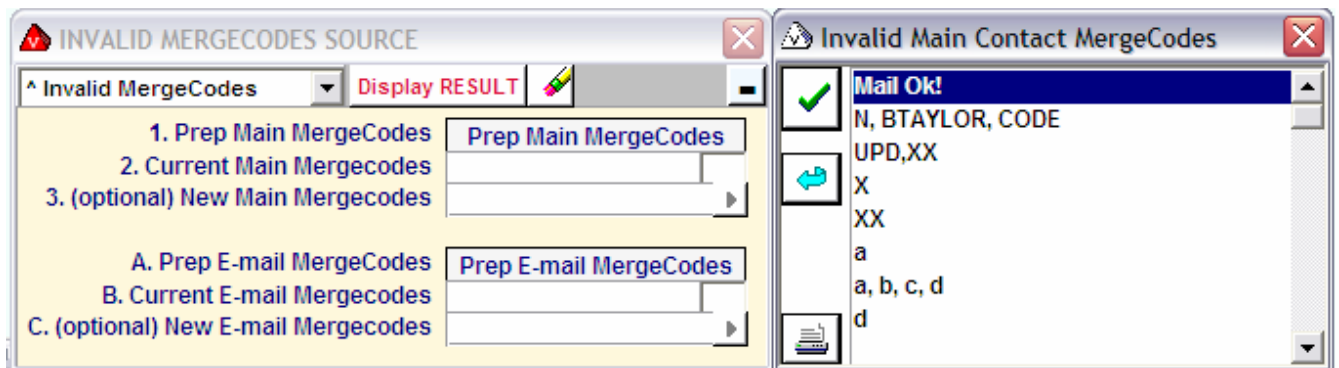 INVALID MERGECODES SOURCE
^ Invalid MergeCodes
Display RESULT
1. Prep Main MergeCodes
Prep Main MergeCodes
2. Current Main Mergecodes
3. (optional) New Main Mergecodes
A. Prep E-mail MergeCodes
Prep E-mail MergeCodes
B. Current E-mail Mergecodes
C. (optional) New E-mail Mergecodes
Invalid Main Contact MergeCodes
Mail Ok!
N, BTAYLOR, CODE
UPD,XX
X
XX
a
a, b, c, d
d